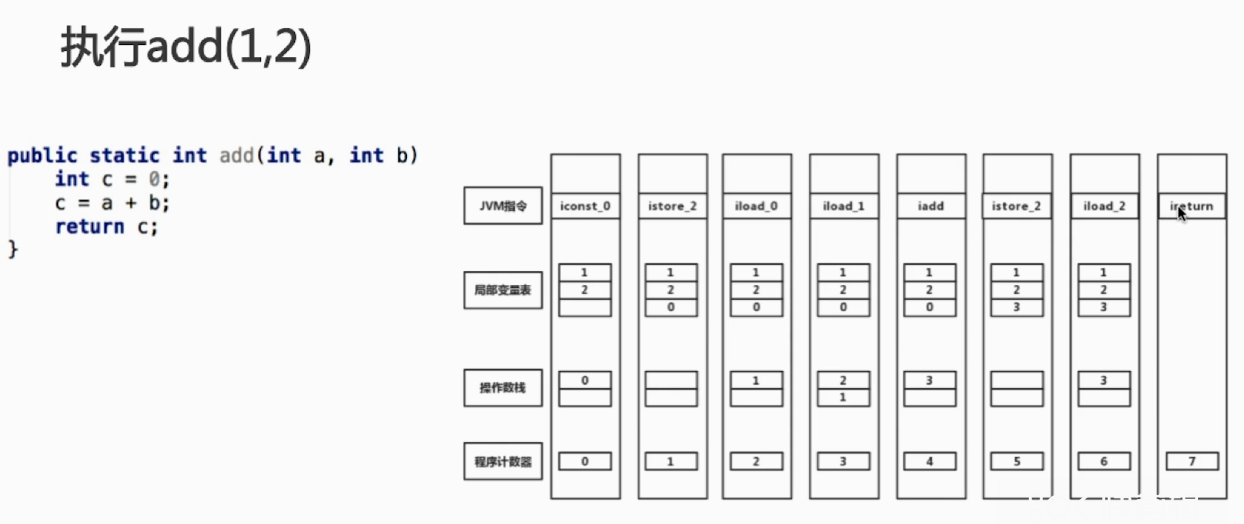 执行add(1,2)
public static int add(int a, int b)
int c = 0;
c = a + b;
return c;
}
JVM指令 iconst_0 istore_2 iload_0 iload_1 iadd istore_2 iload_2 ireturn
局部变量表
1 1 1 1 1 1 1
2 2 2 2 2 2 2
0 0 0 0 3 3
操作数栈
0 1 2 3 3
1
程序计数器 0 1 2 3 4 5 6 7